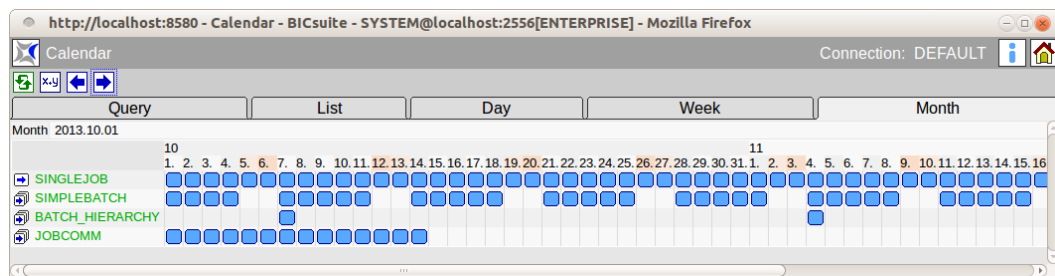 http://localhost:8580 - Calendar - BICsuite - SYSTEM@localhost:2556[ENTERPRISE] - Mozilla Firefox
Calendar Connection: DEFAULT
x.y
Query List Day Week Month
Month 2013.10.01
10 11
1. 2. 3. 4. 5. 6. 7. 8. 9. 10. 11. 12. 13. 14. 15. 16. 17. 18. 19. 20. 21. 22. 23. 24. 25. 26. 27. 28. 29. 30. 31. 1. 2. 3. 4. 5. 6. 7. 8. 9. 10. 11. 12. 13. 14. 15. 16
SINGLEJOB
SIMPLEBATCH
BATCH_HIERARCHY
JOBCOMM